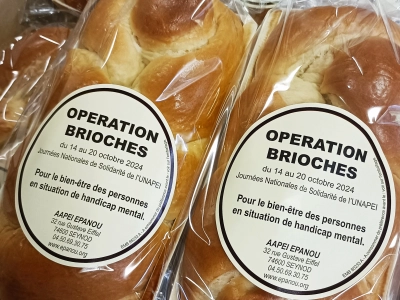 OPERATION
BRIOCHES
du 14 au 20 octobre 2024
Journées Nationales de Solidarité de l'UNAPEI
Pour le bien-être des personnes
en situation de handicap mental.
AAPEI EPANOU
32 rue Gustave Eiffel
74600 SEYNOD
04.50.69.30.75
www.epanou.org
OPERATION
BRIOCHES
du 14 au 20 octobre 2024
Journées Nationales de Solidarité de l'UNAPEI
Pour le bien-être des personnes
en situation de handicap mental.
AAPEI EPANOU
32 rue Gustave Eiffel
74600 SEYNOD
04.50.69.30.75
www.epanou.org